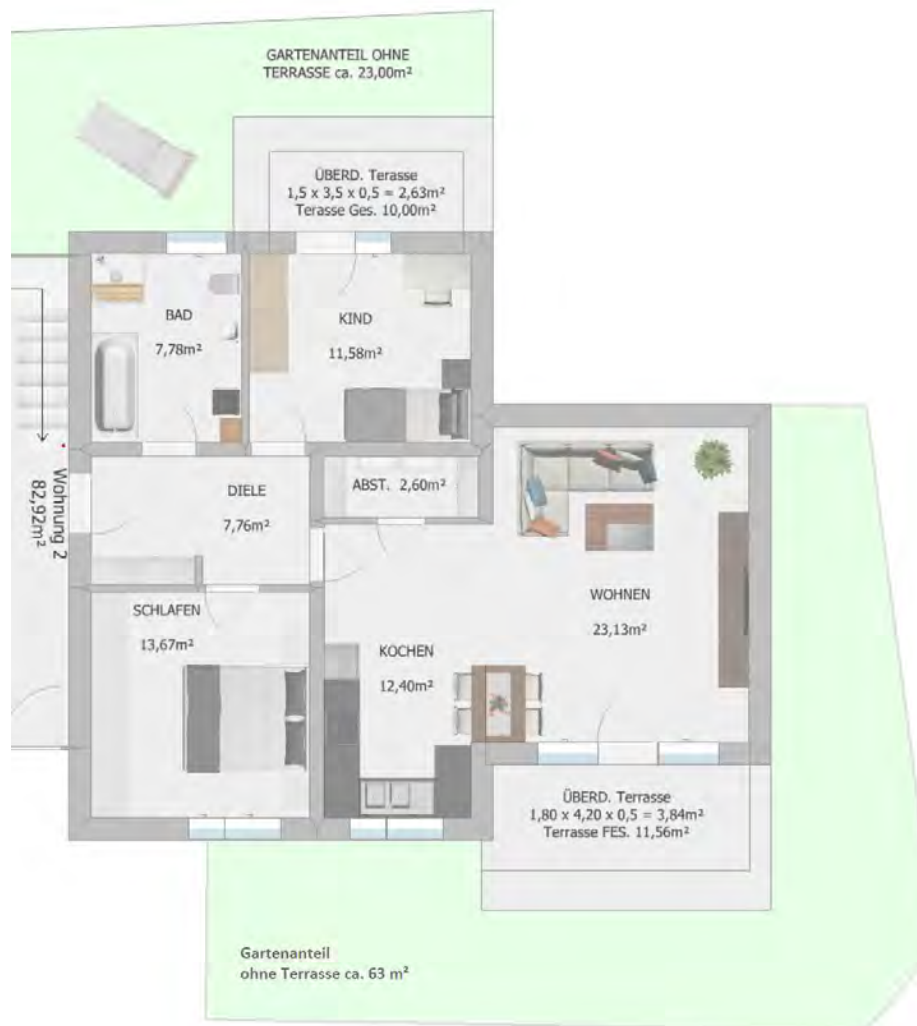 GARTENANTEIL OHNE
TERRASSE ca. 23,00m²
ÜBERD. Terasse
1,5 x 3,5 x 0,5 = 2,63m²
Terasse Ges. 10,00m²
BAD
7,78m²
KIND
11,58m²
Wohnung 2
82,92m²
DIELE
7,76m²
ABST. 2,60m²
SCHLAFEN
13,67m²
KOCHEN
12,40m²
WOHNEN
23,13m²
ÜBERD. Terrasse
1,80 x 4,20 x 0,5 = 3,84m²
Terrasse FES. 11,56m²
Gartenanteil
ohne Terrasse ca. 63 m²